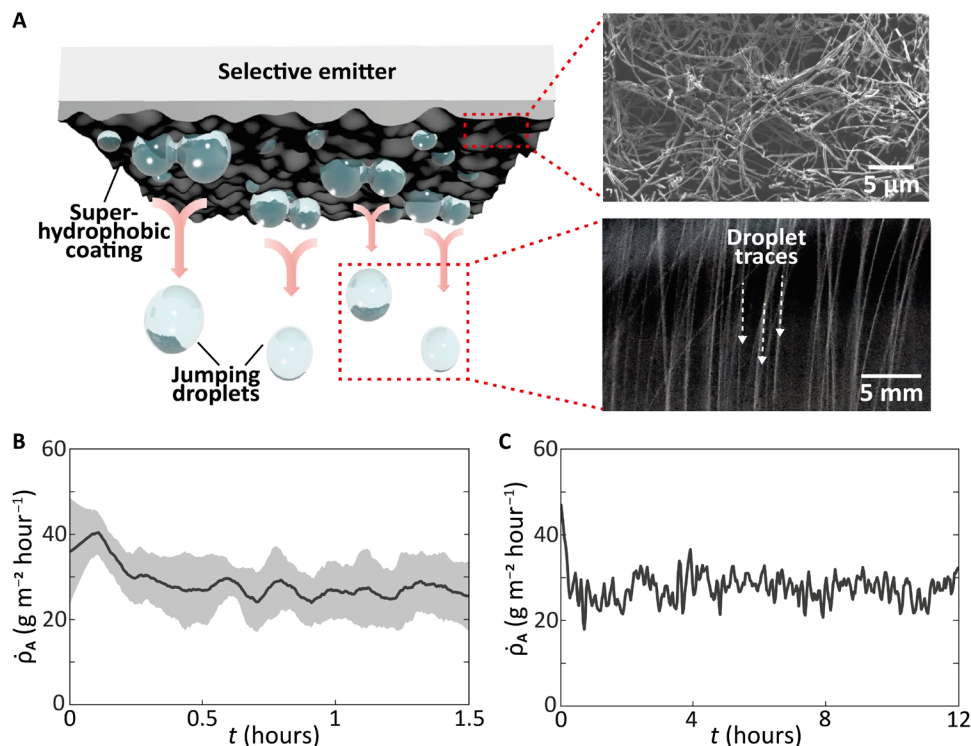 A
Selective emitter
Super-
hydrophobic
coating
Jumping
droplets
5 µm
Droplet
traces
5 mm
B
60
40
20
0
ρ̇A (g m⁻² hour⁻¹)
0
0.5
1
1.5
t (hours)
C
60
40
20
0
ρ̇A (g m⁻² hour⁻¹)
0
4
8
12
t (hours)